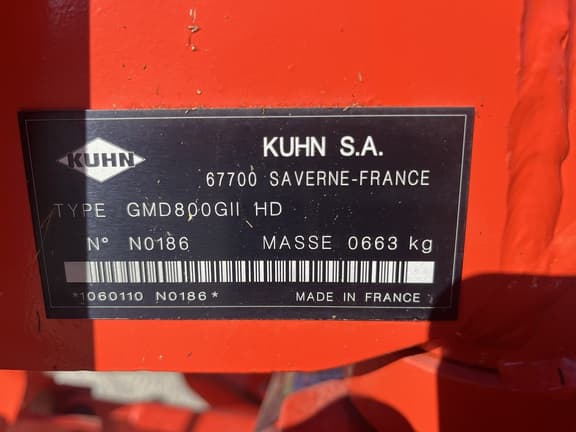 KUHN
KUHN S.A.
67700 SAVERNE-FRANCE
TYPE GMD800GII HD
N° N0186 MASSE 0663 kg
*1060110 N0186* MADE IN FRANCE